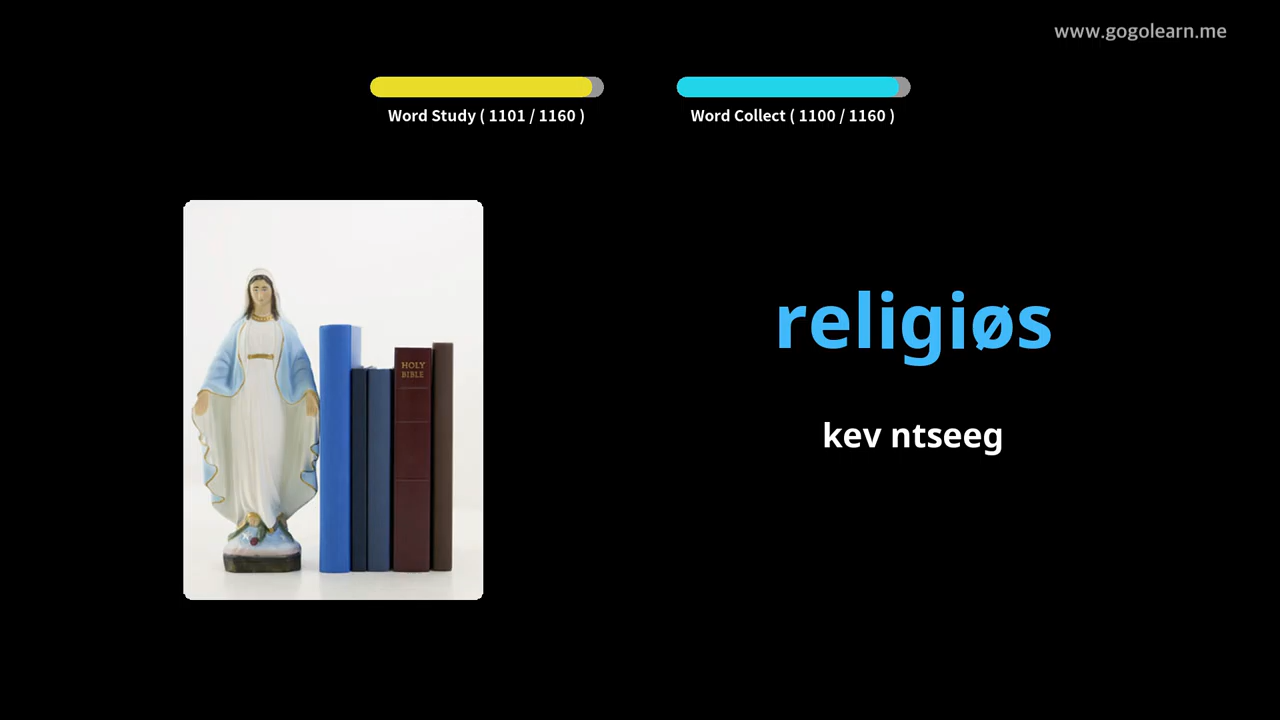 www.gogolearn.me
Word Study ( 1101 / 1160 )
Word Collect ( 1100 / 1160 )
HOLY
BIBLE
religiøs
kev ntseeg